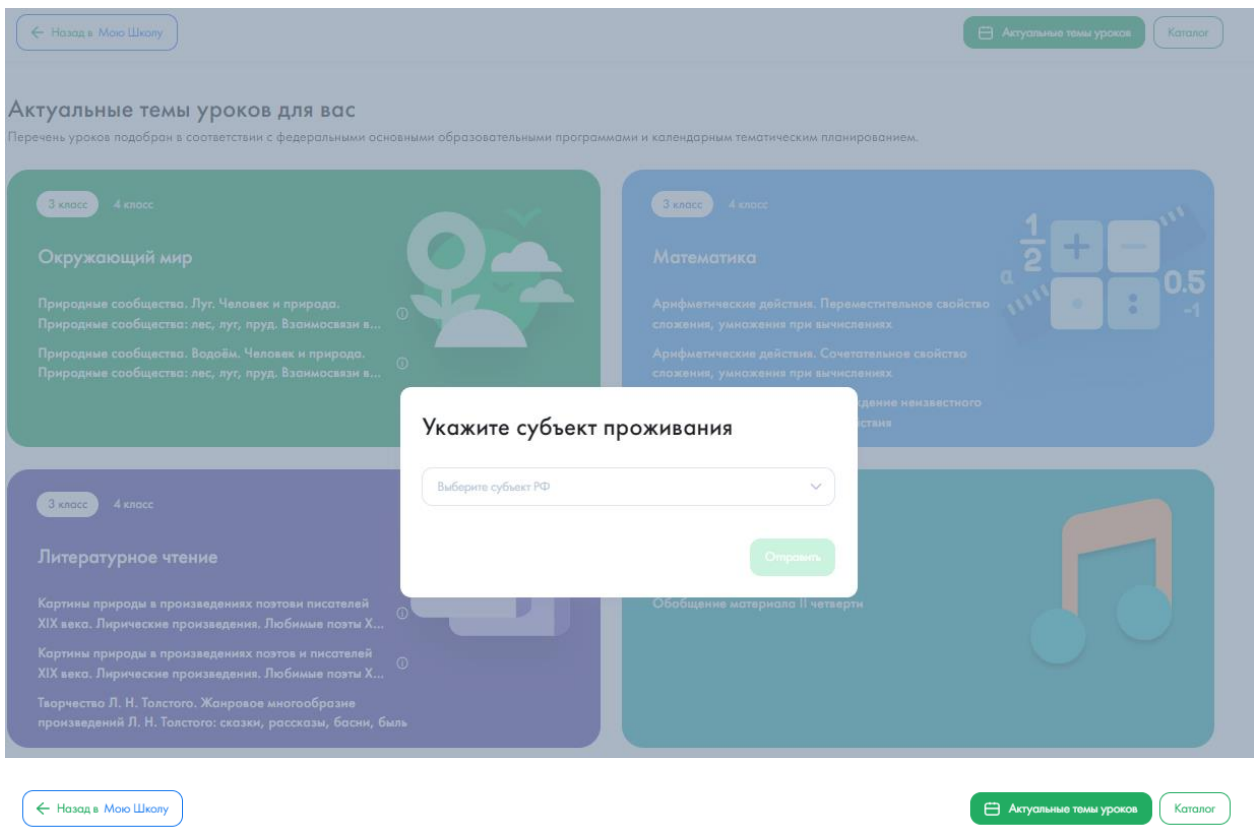 ← Назад в Мою Школу
Актуальные темы уроков
Каталог
Актуальные темы уроков для вас
Перечень уроков подобран в соответствии с федеральными основными образовательными программами и календарным тематическим планированием.
3 класс 4 класс
Окружающий мир
Природные сообщества. Луг. Человек и природа.
Природные сообщества: лес, луг, пруд. Взаимосвязи в...
Природные сообщества. Водоём. Человек и природа.
Природные сообщества: лес, луг, пруд. Взаимосвязи в...
3 класс 4 класс
Математика
Арифметические действия. Переместительное свойство
сложения, умножения при вычислениях
Арифметические действия. Сочетательное свойство
сложения, умножения при вычислениях
неизвестного
1
2
+ −
α
0.5
-1
Укажите субъект проживания
Выберите субъект РФ
Отправить
3 класс 4 класс
Литературное чтение
Картины природы в произведениях поэтови писателей
XIX века. Лирические произведения. Любимые поэты X...
Картины природы в произведениях поэтов и писателей
XIX века. Лирические произведения. Любимые поэты X...
Творчество Л. Н. Толстого. Жанровое многообразие
произведений Л. Н. Толстого: сказки, рассказы, басни, быль
Обобщение материала II четверти
← Назад в Мою Школу
Актуальные темы уроков
Каталог